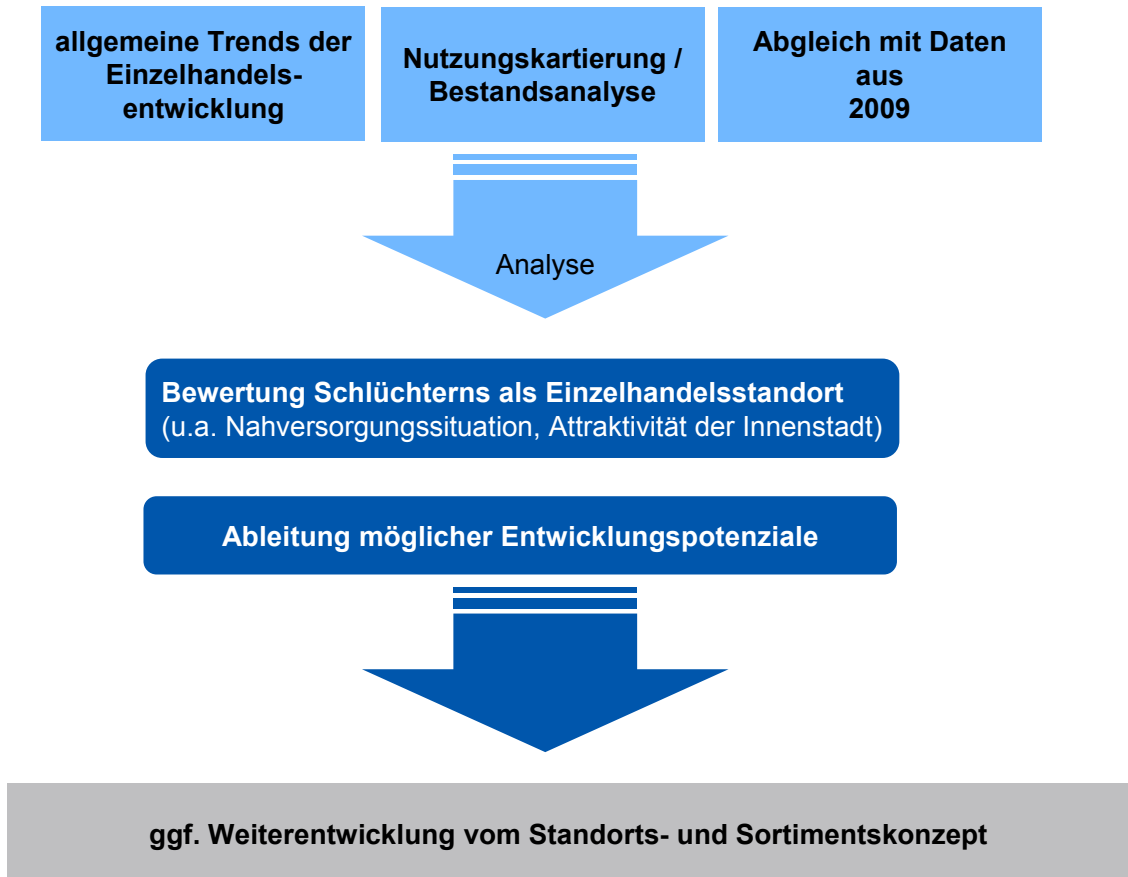 allgemeine Trends der
Einzelhandels-
entwicklung
Nutzungskartierung /
Bestandsanalyse
Abgleich mit Daten
aus
2009
Analyse
Bewertung Schlüchterns als Einzelhandelsstandort
(u.a. Nahversorgungssituation, Attraktivität der Innenstadt)
Ableitung möglicher Entwicklungspotenziale
ggf. Weiterentwicklung vom Standorts- und Sortimentskonzept